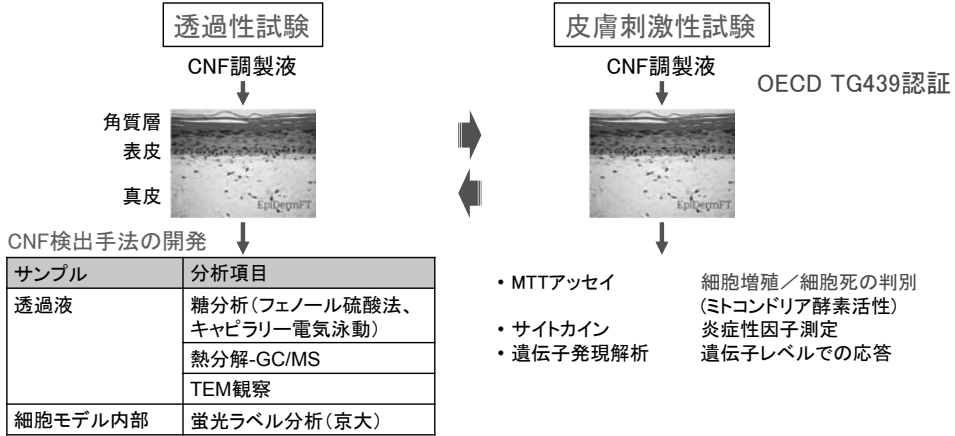 透過性試験
CNF調製液
角質層
表皮
真皮
EpiDermFT
CNF検出手法の開発
サンプル 分析項目
透過液 糖分析(フェノール硫酸法、
キャピラリー電気泳動)
熱分解-GC/MS
TEM観察
細胞モデル内部 蛍光ラベル分析(京大)
皮膚刺激性試験
CNF調製液
OECD TG439認証
EpiDermFT
• MTTアッセイ 細胞増殖/細胞死の判別
(ミトコンドリア酵素活性)
• サイトカイン 炎症性因子測定
• 遺伝子発現解析 遺伝子レベルでの応答